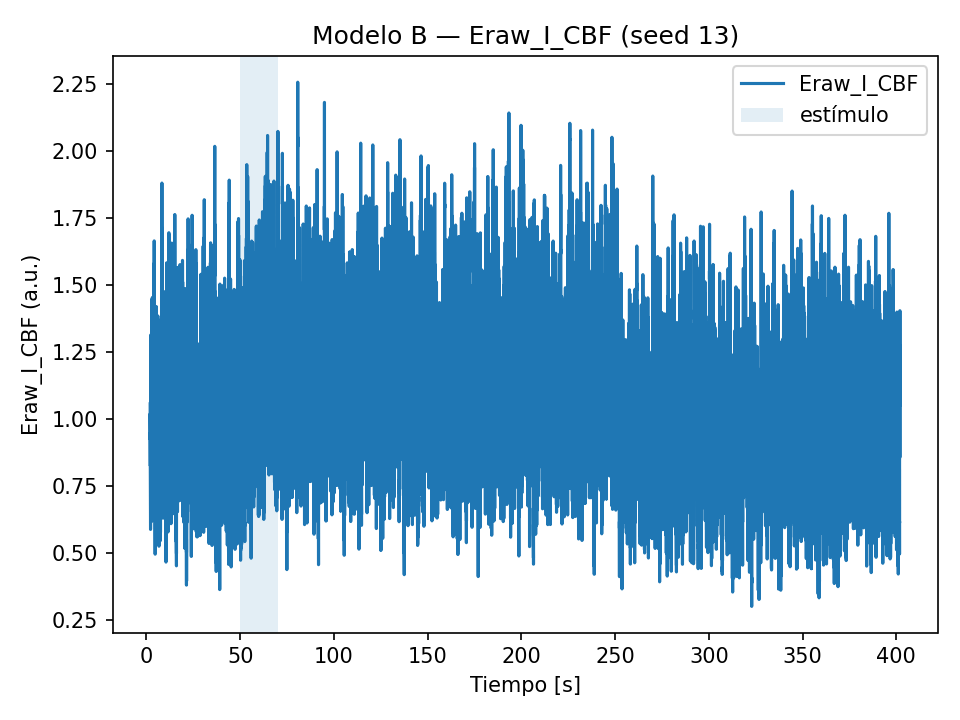 Modelo B — Eraw_I_CBF (seed 13)
Eraw_I_CBF
estímulo
Eraw_I_CBF (a.u.)
2.25
2.00
1.75
1.50
1.25
1.00
0.75
0.50
0.25
0 50 100 150 200 250 300 350 400
Tiempo [s]